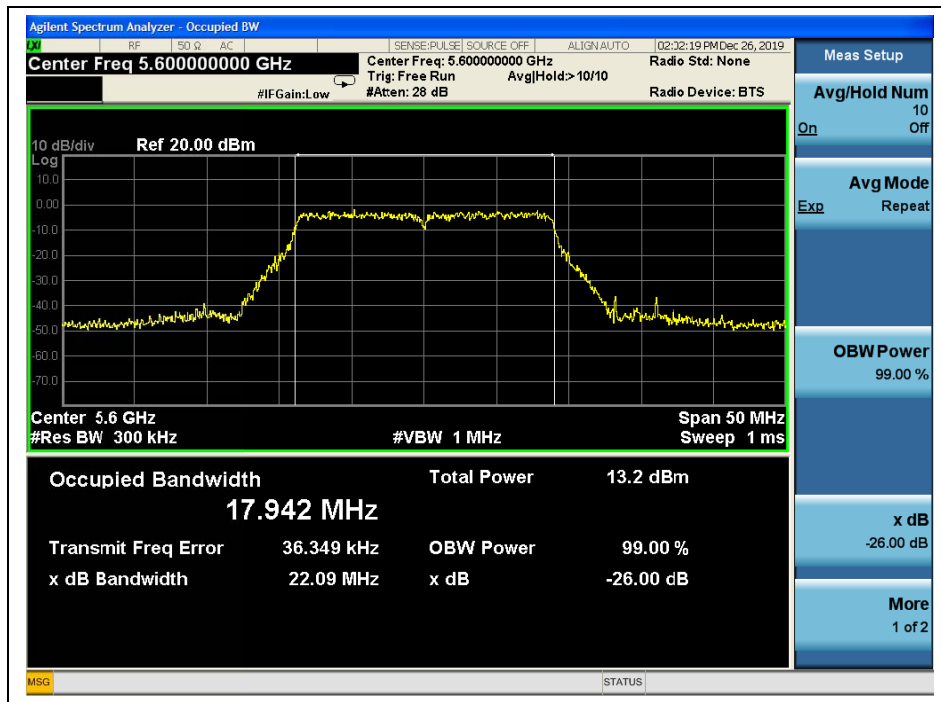 Agilent Spectrum Analyzer - Occupied BW
LXI RF 50 Ω AC SENSE:PULSE SOURCE OFF ALIGN AUTO 02:32:19 PM Dec 26, 2019
Center Freq 5.600000000 GHz
Center Freq: 5.600000000 GHz Radio Std: None
Trig: Free Run Avg|Hold:> 10/10
#IFGain:Low #Atten: 28 dB Radio Device: BTS
10 dB/div Ref 20.00 dBm
Log
10.0
0.00
-10.0
-20.0
-30.0
-40.0
-50.0
-60.0
-70.0
Center 5.6 GHz Span 50 MHz
#Res BW 300 kHz #VBW 1 MHz Sweep 1 ms
Occupied Bandwidth Total Power 13.2 dBm
17.942 MHz
Transmit Freq Error 36.349 kHz OBW Power 99.00 %
x dB Bandwidth 22.09 MHz x dB -26.00 dB
Meas Setup
Avg/Hold Num
10
On Off
Avg Mode
Exp Repeat
OBW Power
99.00 %
x dB
-26.00 dB
More
1 of 2
MSG STATUS